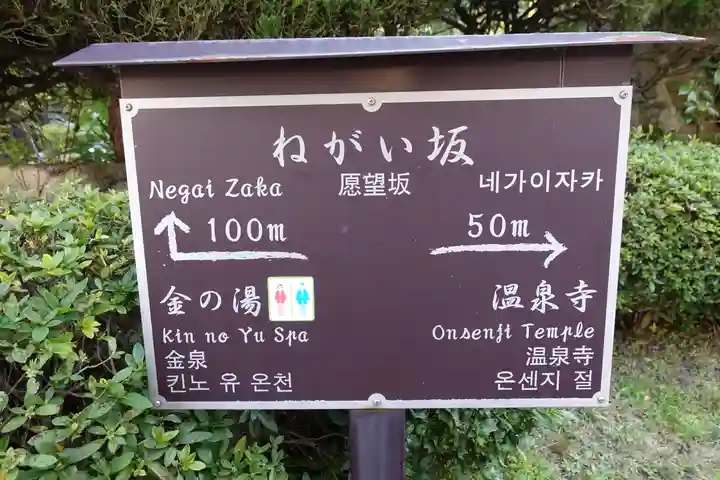 ねがい坂
Negai Zaka 愿望坂 네가이자카
100m 50m
金の湯 温泉寺
Kin no Yu Spa Onsenji Temple
金泉 温泉寺
킨노 유 온천 온센지 절